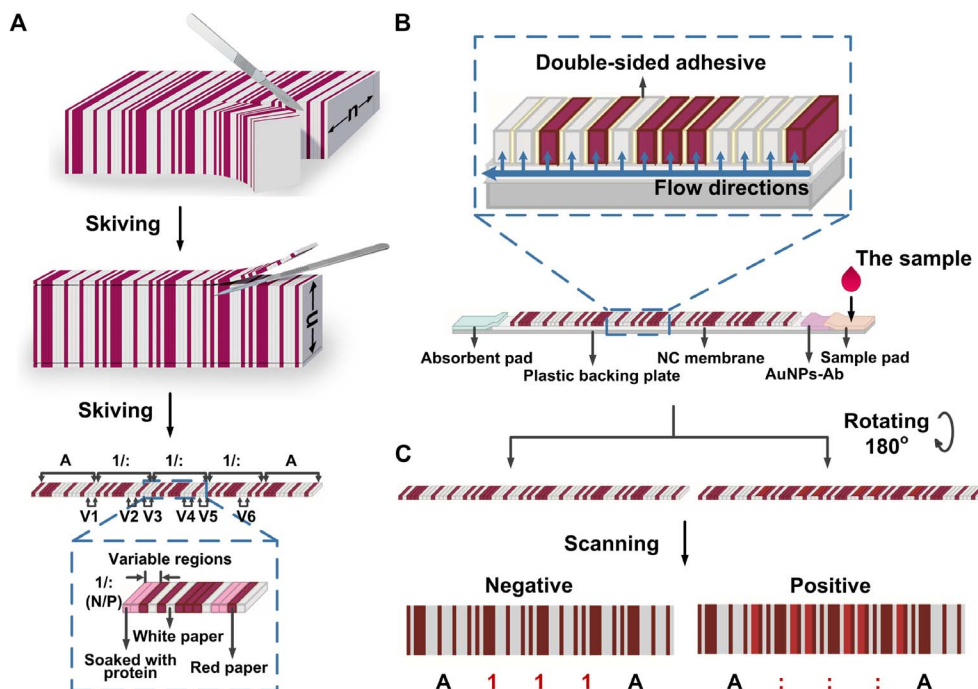 A
n
Skiving
n
Skiving
A 1/: 1/: 1/: A
V1 V2 V3 V4 V5 V6
Variable regions
1/:
(N/P)
White paper
Soaked with
protein
Red paper
B
Double-sided adhesive
Flow directions
The sample
Absorbent pad
Plastic backing plate
NC membrane
AuNPs-Ab
Sample pad
Rotating
180°
C
Scanning
Negative
Positive
A 1 1 1 A
A : : : A